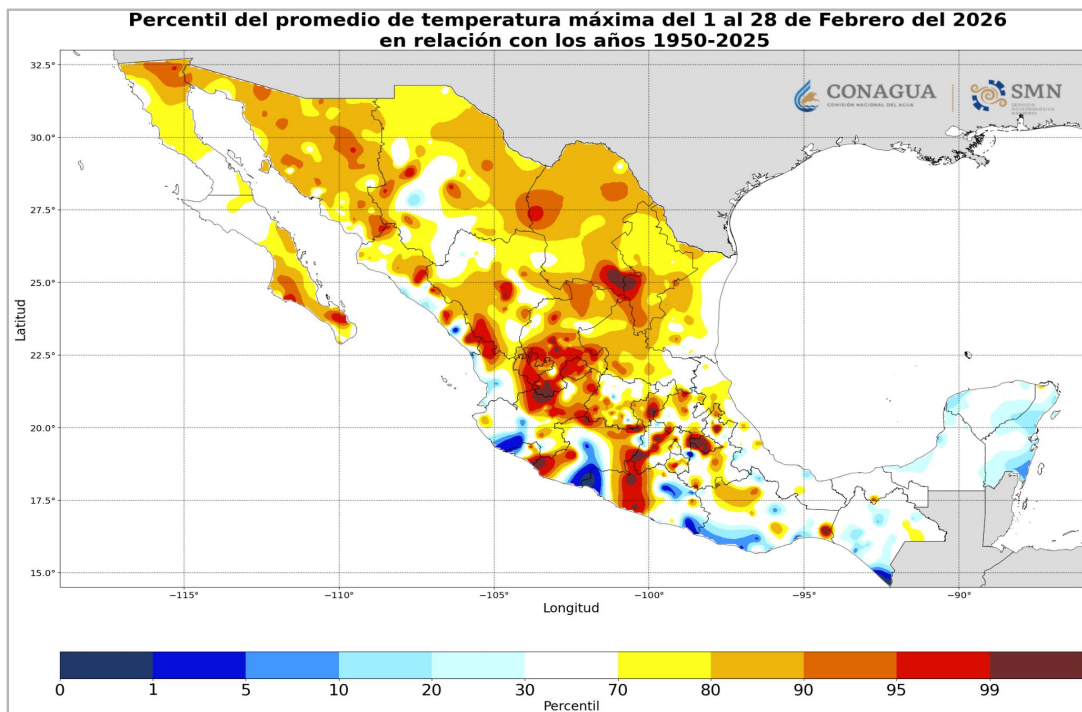 Percentil del promedio de temperatura máxima del 1 al 28 de Febrero del 2026
en relación con los años 1950-2025
CONAGUA
COMISIÓN NACIONAL DEL AGUA
SMN
SERVICIO
METEOROLÓGICO
NACIONAL
Latitud
32.5°
30.0°
27.5°
25.0°
22.5°
20.0°
17.5°
15.0°
−115° −110° −105° −100° −95° −90°
Longitud
0 1 5 10 20 30 70 80 90 95 99
Percentil